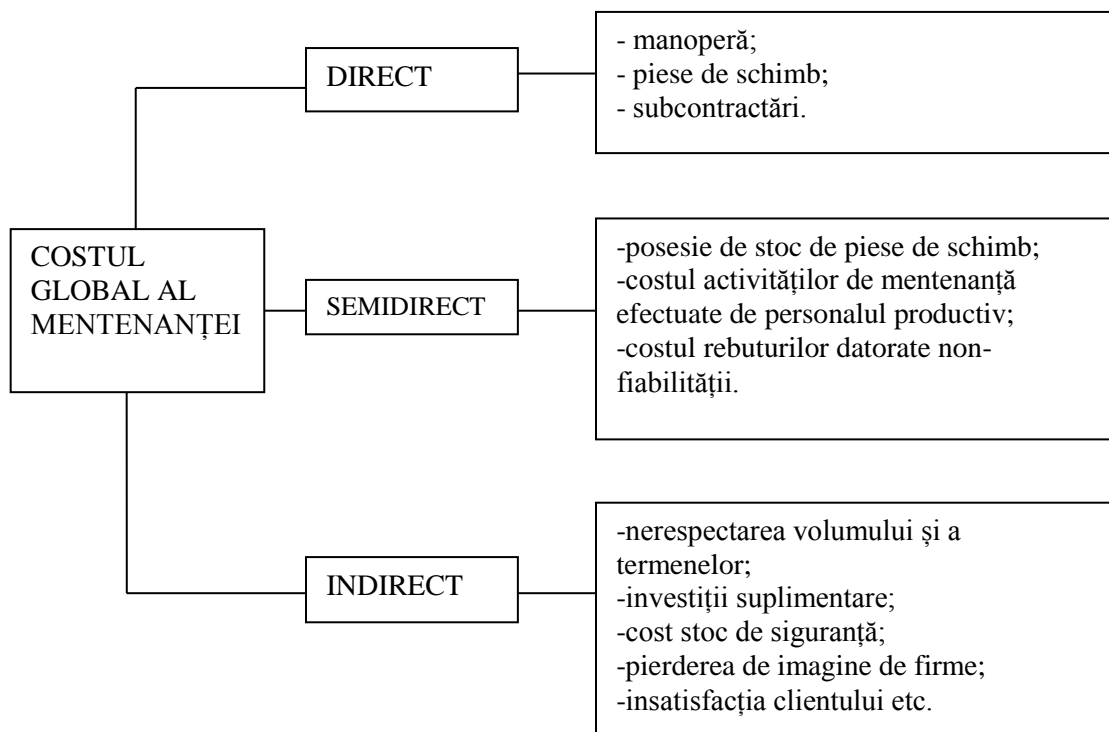 COSTUL
GLOBAL AL
MENTENANȚEI
DIRECT
- manoperă;
- piese de schimb;
- subcontractări.
SEMIDIRECT
-posesie de stoc de piese de schimb;
-costul activităților de mentenanță
efectuate de personalul productiv;
-costul rebuturilor datorate non-
fiabilității.
INDIRECT
-nerespectarea volumului și a
termenelor;
-investiții suplimentare;
-cost stoc de siguranță;
-pierderea de imagine de firme;
-insatisfacția clientului etc.